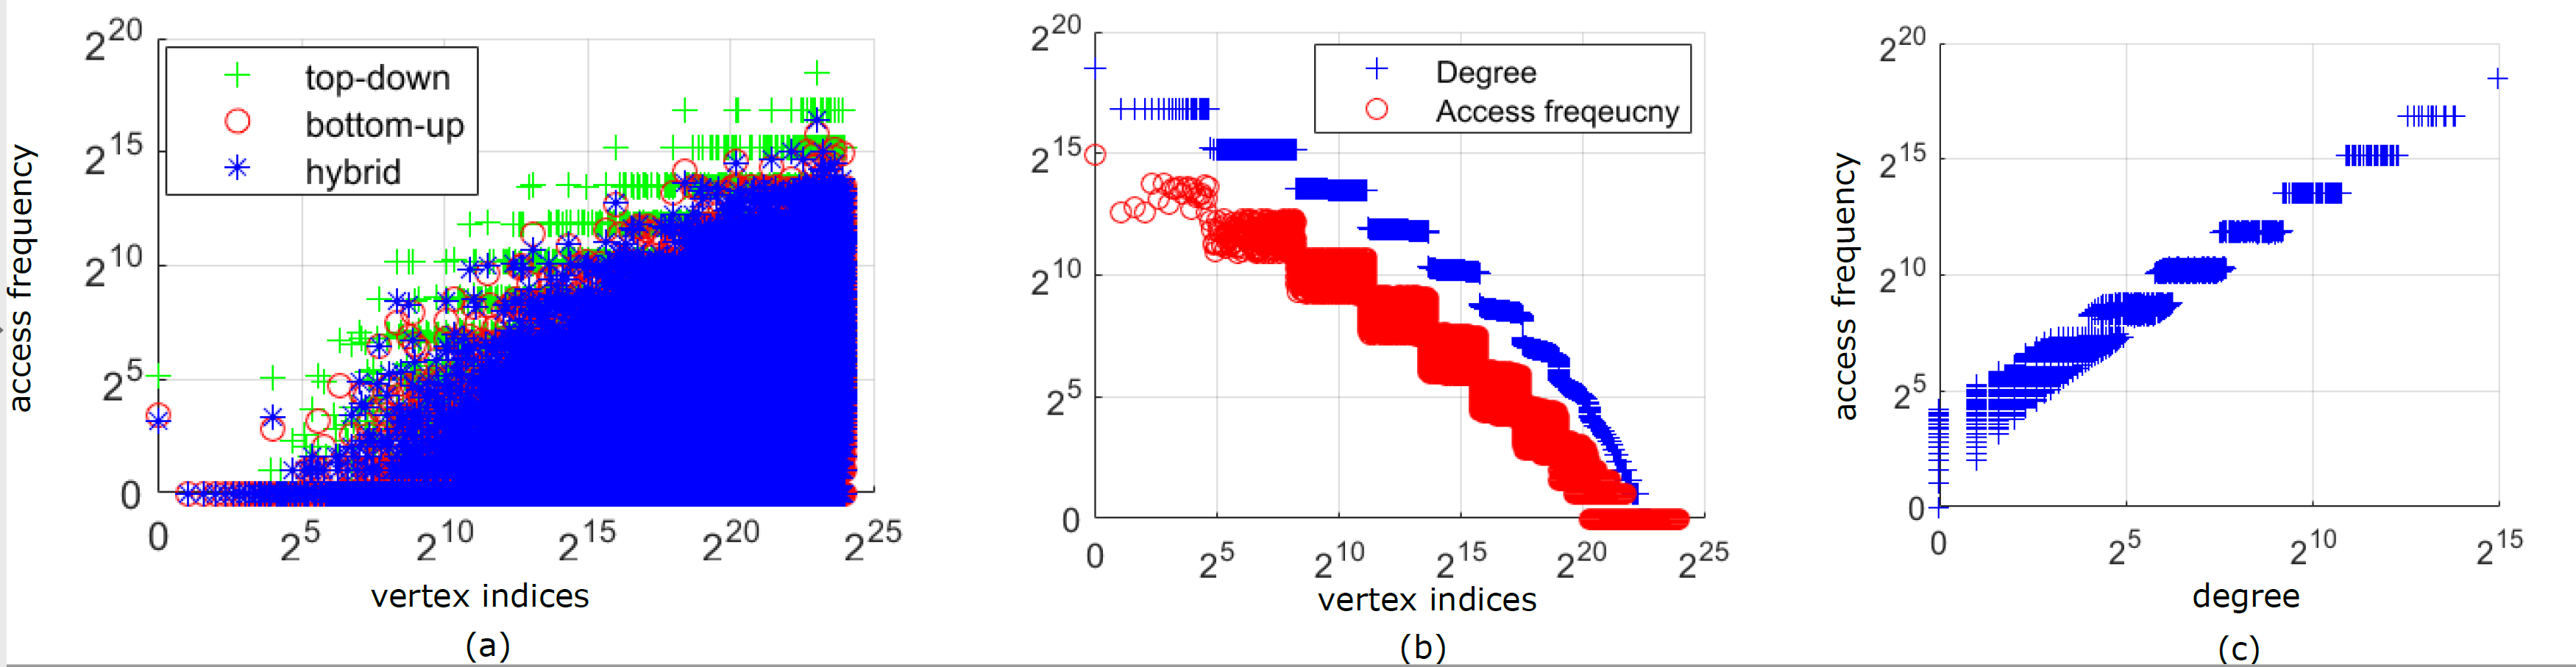 2^20
2^15
2^10
2^5
0
access frequency
top-down
bottom-up
hybrid
0 2^5 2^10 2^15 2^20 2^25
vertex indices
(a)
2^20
2^15
2^10
2^5
0
Degree
Access freqeucny
0 2^5 2^10 2^15 2^20 2^25
vertex indices
(b)
2^20
2^15
2^10
2^5
0
access frequency
0 2^5 2^10 2^15
degree
(c)